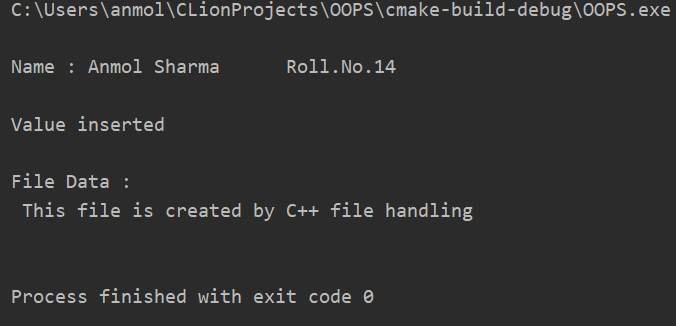 C:\Users\anmol\CLionProjects\OOPS\cmake-build-debug\OOPS.exe
Name : Anmol Sharma      Roll.No.14
Value inserted
File Data :
 This file is created by C++ file handling
Process finished with exit code 0